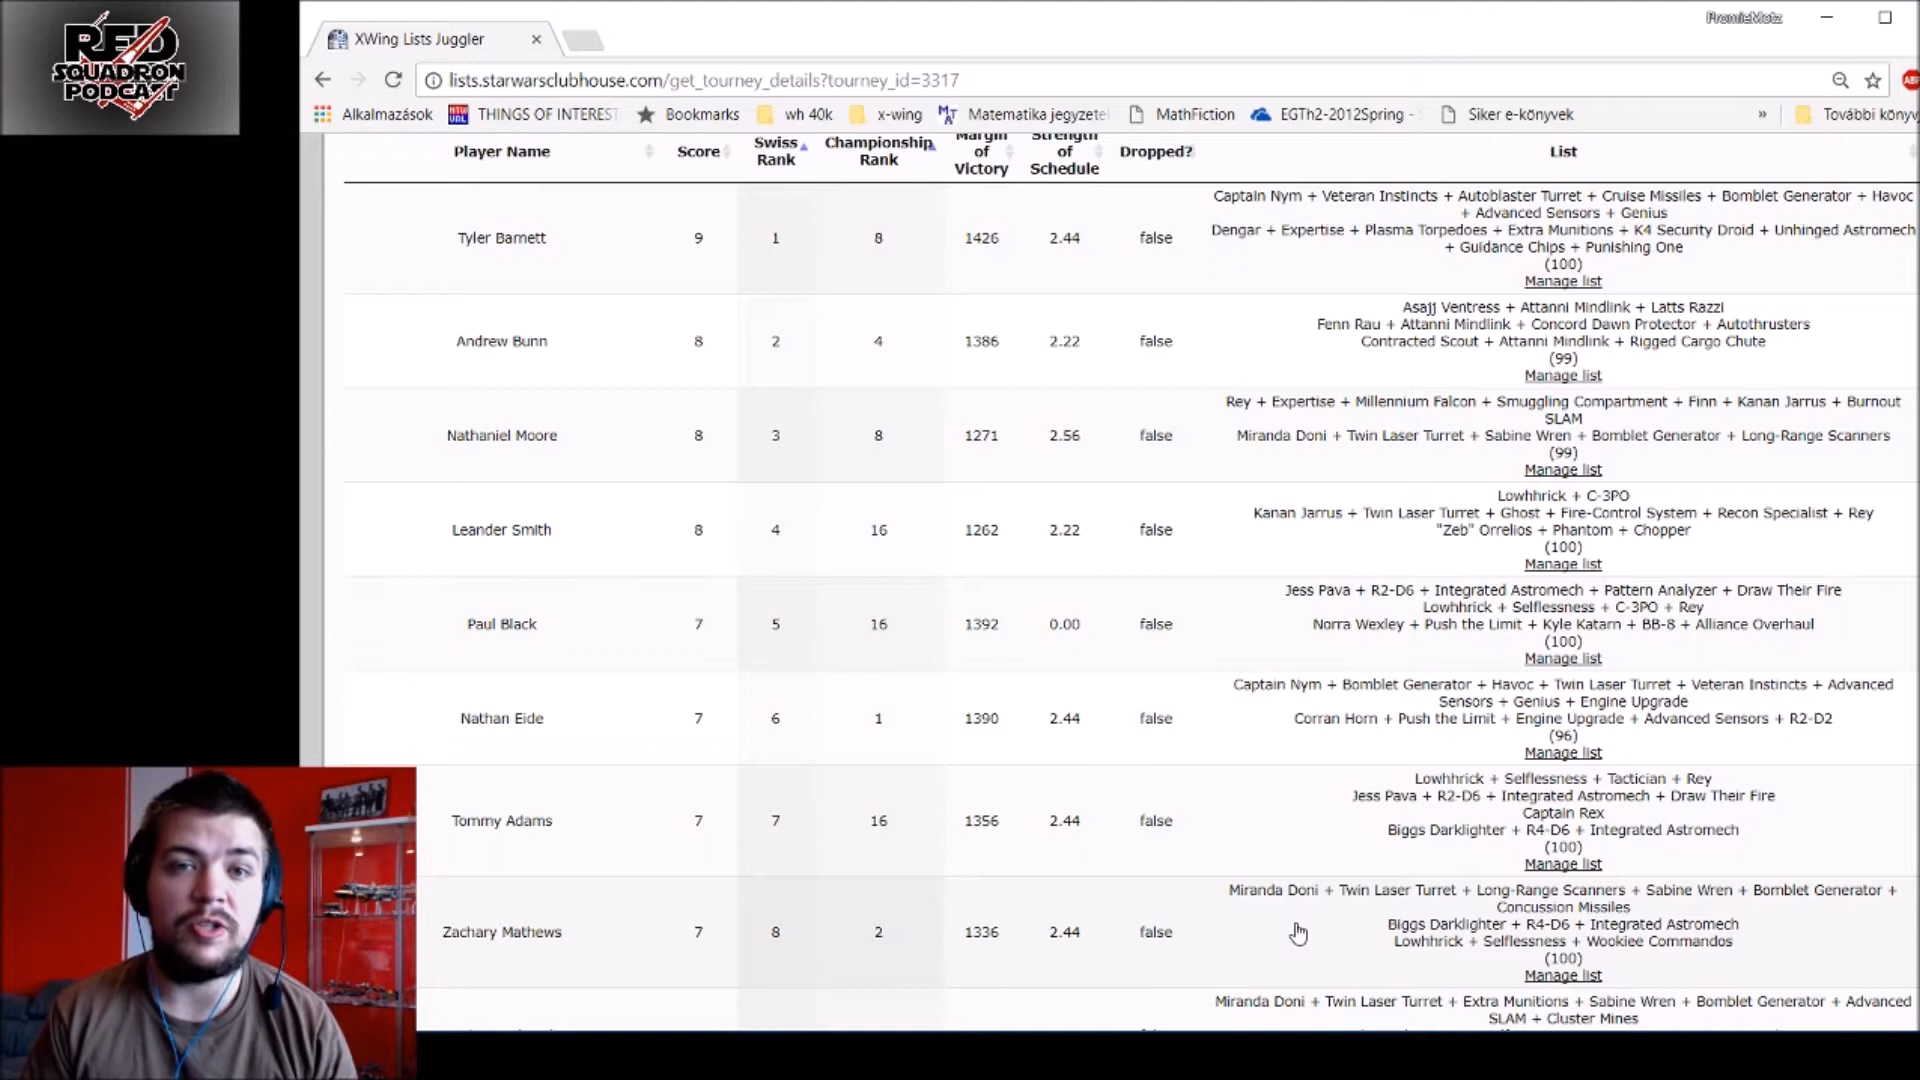 RED
SQUADRON
PODCAST
PromieMotz
XWing Lists Juggler
lists.starwarsclubhouse.com/get_tourney_details?tourney_id=3317
Alkalmazások THINGS OF INTEREST Bookmarks wh 40k x-wing Matematika jegyzete MathFiction EGTh2-2012Spring - Siker e-könyvek » További könyv
Player Name Score Swiss Rank Championship Rank Margin of Victory Strength of Schedule Dropped? List
Captain Nym + Veteran Instincts + Autoblaster Turret + Cruise Missiles + Bomblet Generator + Havoc
+ Advanced Sensors + Genius
Tyler Barnett 9 1 8 1426 2.44 false Dengar + Expertise + Plasma Torpedoes + Extra Munitions + K4 Security Droid + Unhinged Astromech
+ Guidance Chips + Punishing One
(100)
Manage list
Asajj Ventress + Attanni Mindlink + Latts Razzi
Fenn Rau + Attanni Mindlink + Concord Dawn Protector + Autothrusters
Andrew Bunn 8 2 4 1386 2.22 false Contracted Scout + Attanni Mindlink + Rigged Cargo Chute
(99)
Manage list
Rey + Expertise + Millennium Falcon + Smuggling Compartment + Finn + Kanan Jarrus + Burnout
SLAM
Nathaniel Moore 8 3 8 1271 2.56 false Miranda Doni + Twin Laser Turret + Sabine Wren + Bomblet Generator + Long-Range Scanners
(99)
Manage list
Lowhhrick + C-3PO
Kanan Jarrus + Twin Laser Turret + Ghost + Fire-Control System + Recon Specialist + Rey
Leander Smith 8 4 16 1262 2.22 false "Zeb" Orrelios + Phantom + Chopper
(100)
Manage list
Jess Pava + R2-D6 + Integrated Astromech + Pattern Analyzer + Draw Their Fire
Lowhhrick + Selflessness + C-3PO + Rey
Paul Black 7 5 16 1392 0.00 false Norra Wexley + Push the Limit + Kyle Katarn + BB-8 + Alliance Overhaul
(100)
Manage list
Captain Nym + Bomblet Generator + Havoc + Twin Laser Turret + Veteran Instincts + Advanced
Sensors + Genius + Engine Upgrade
Nathan Eide 7 6 1 1390 2.44 false Corran Horn + Push the Limit + Engine Upgrade + Advanced Sensors + R2-D2
(96)
Manage list
Lowhhrick + Selflessness + Tactician + Rey
Jess Pava + R2-D6 + Integrated Astromech + Draw Their Fire
Tommy Adams 7 7 16 1356 2.44 false Captain Rex
Biggs Darklighter + R4-D6 + Integrated Astromech
(100)
Manage list
Miranda Doni + Twin Laser Turret + Long-Range Scanners + Sabine Wren + Bomblet Generator +
Concussion Missiles
Zachary Mathews 7 8 2 1336 2.44 false Biggs Darklighter + R4-D6 + Integrated Astromech
Lowhhrick + Selflessness + Wookiee Commandos
(100)
Manage list
Miranda Doni + Twin Laser Turret + Extra Munitions + Sabine Wren + Bomblet Generator + Advanced
SLAM + Cluster Mines